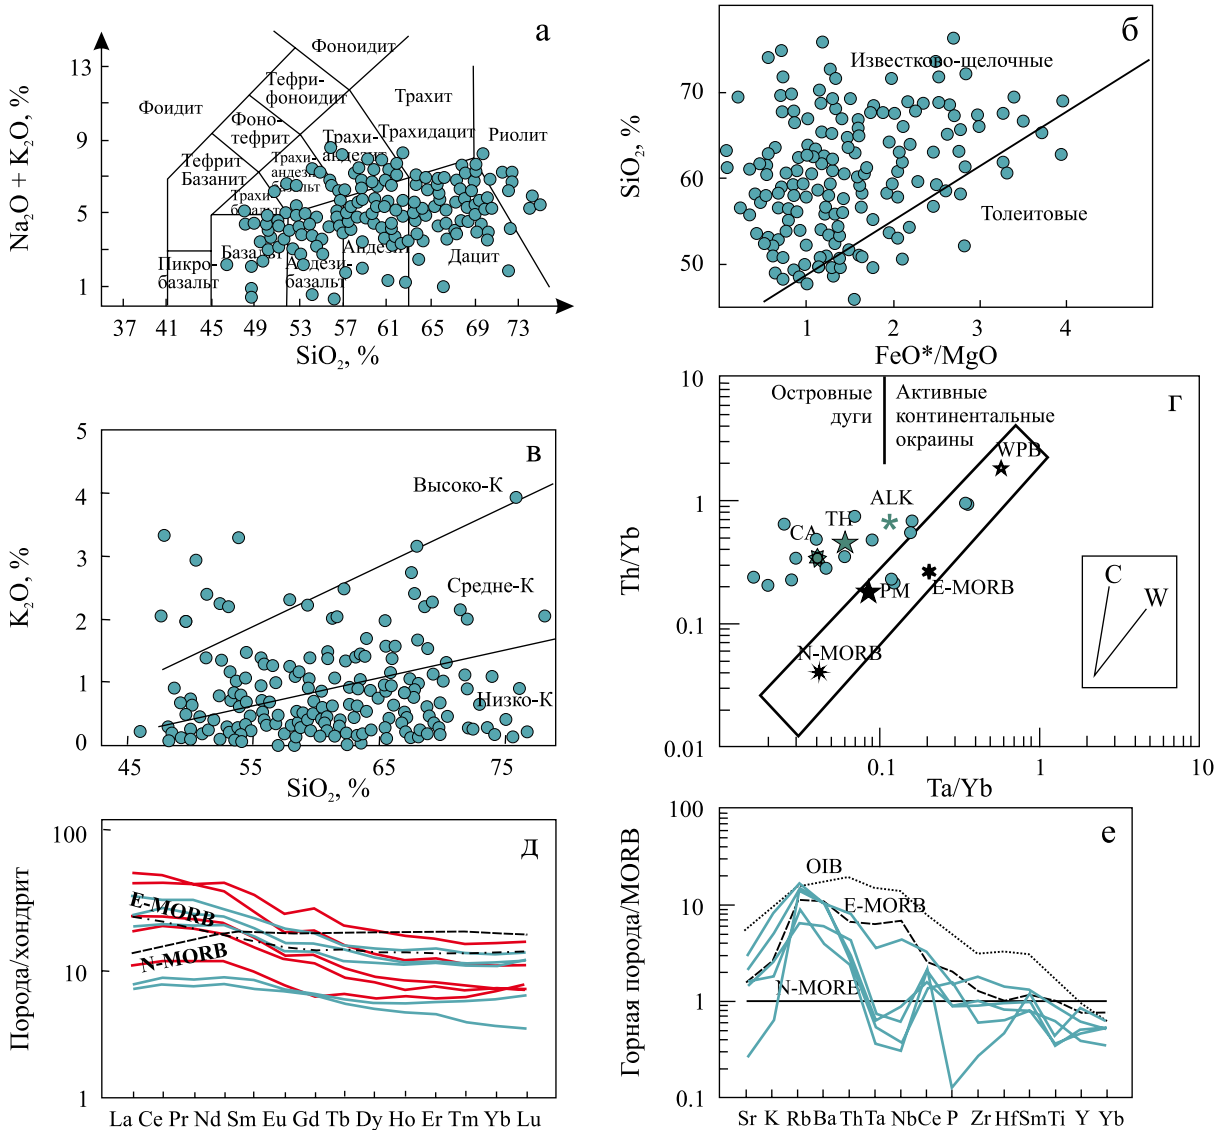 а
Na₂O + K₂O, %
13
9
5
1
Фоноидит
Тефри-
фоноидит
Фоидит
Фоно-
тефрит
Трахит
Трахи-
андезит
Трахидацит
Риолит
Тефрит
Базанит
Трахи-
андези-
базальт
Трахи-
базальт
Пикро-
базальт
Базальт
Андези-
базальт
Андезит
Дацит
37 41 45 49 53 57 61 65 69 73
SiO₂, %
б
SiO₂, %
70
60
50
Известково-щелочные
Толеитовые
1 2 3 4
FeO*/MgO
в
K₂O, %
5
4
3
2
1
0
Высоко-К
Средне-К
Низко-К
45 55 65 75
SiO₂, %
г
Th/Yb
10
1
0.1
0.01
Островные
дуги
Активные
континентальные
окраины
WPB
ALK
TH
CA
PM
E-MORB
N-MORB
C
W
0.1 1 10
Ta/Yb
д
Порода/хондрит
100
10
1
E-MORB
N-MORB
La Ce Pr Nd Sm Eu Gd Tb Dy Ho Er Tm Yb Lu
е
Горная порода/MORB
100
10
1
0.1
OIB
E-MORB
N-MORB
Sr K Rb Ba Th Ta Nb Ce P Zr Hf Sm Ti Y Yb